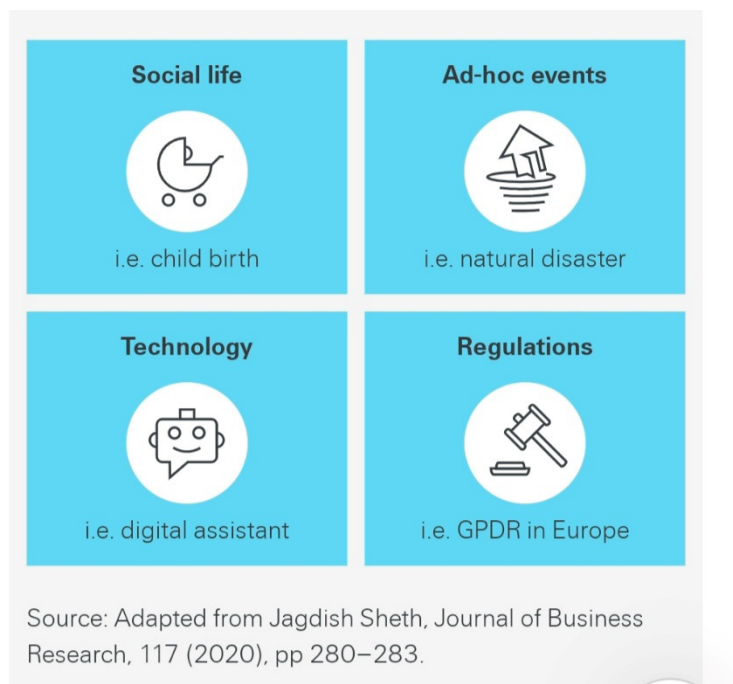 Social life
i.e. child birth
Ad-hoc events
i.e. natural disaster
Technology
i.e. digital assistant
Regulations
i.e. GPDR in Europe
Source: Adapted from Jagdish Sheth, Journal of Business
Research, 117 (2020), pp 280–283.